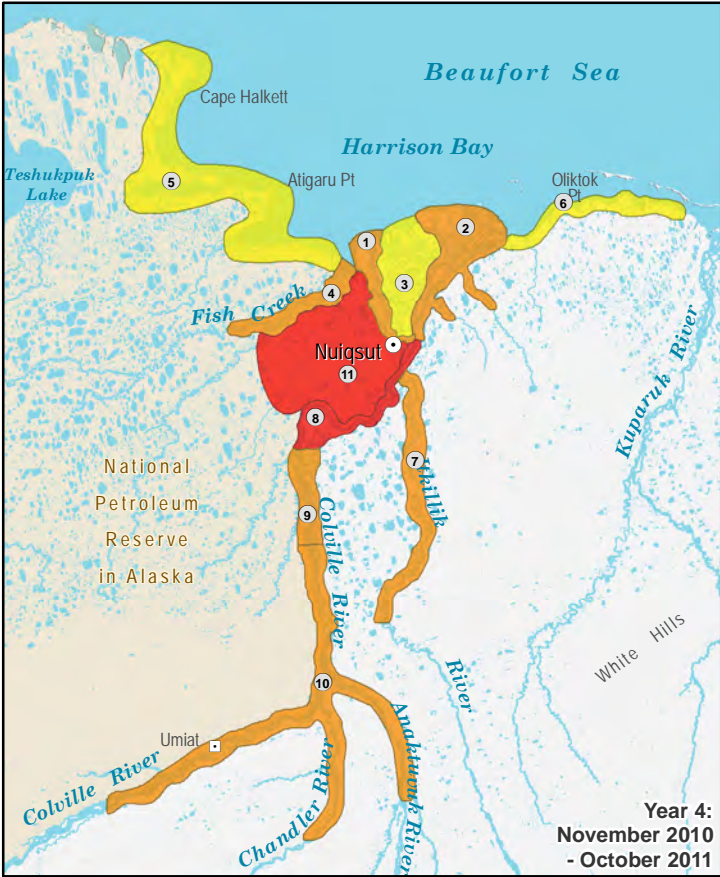 Beaufort Sea
Cape Halkett
Harrison Bay
Teshukpuk
Lake
5
Atigaru Pt
Oliktok
Pt
6
1
2
3
4
Fish Creek
Nuiqsut
11
8
Kuparuk River
7
Itkillik
National
Petroleum
Reserve
in Alaska
9
Colville River
White Hills
River
10
Umiat
Anaktuvuk River
Colville River
Chandler River
Year 4:
November 2010
- October 2011